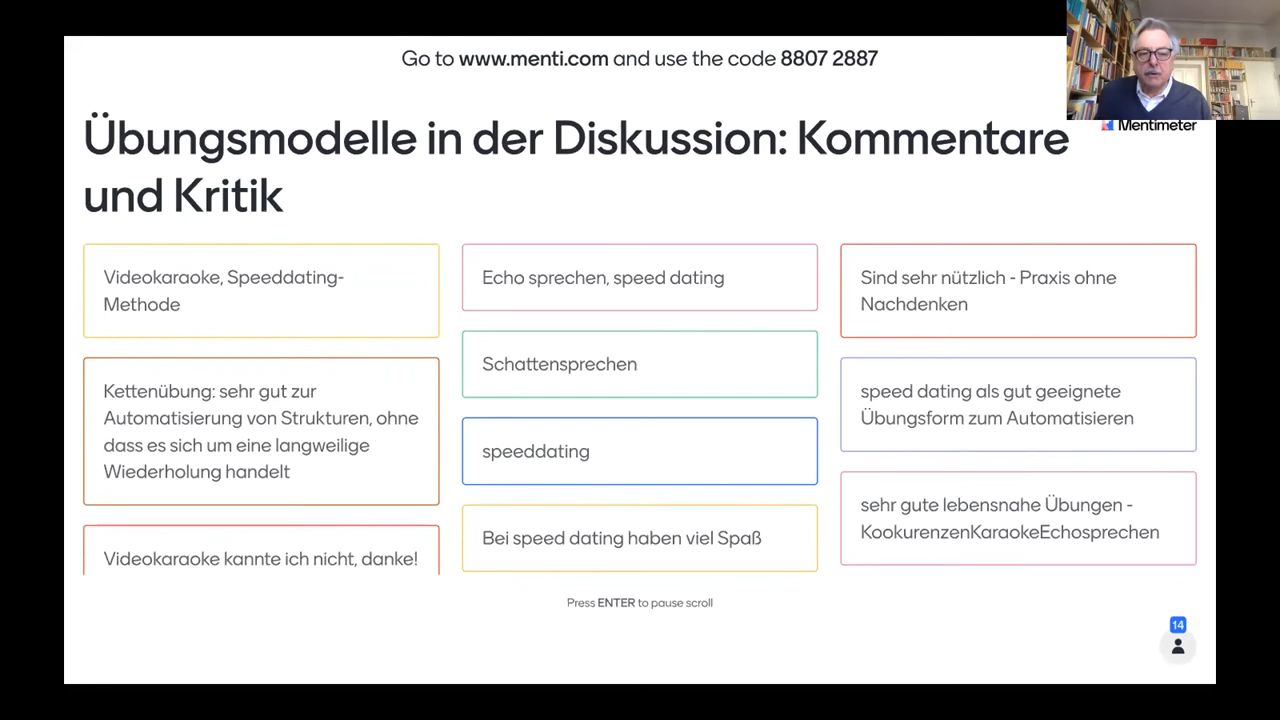 Go to www.menti.com and use the code 8807 2887
Mentimeter
Übungsmodelle in der Diskussion: Kommentare
und Kritik
Videokaraoke, Speeddating-
Methode
Kettenübung: sehr gut zur
Automatisierung von Strukturen, ohne
dass es sich um eine langweilige
Wiederholung handelt
Videokaraoke kannte ich nicht, danke!
Echo sprechen, speed dating
Schattensprechen
speeddating
Bei speed dating haben viel Spaß
Sind sehr nützlich - Praxis ohne
Nachdenken
speed dating als gut geeignete
Übungsform zum Automatisieren
sehr gute lebensnahe Übungen -
KookurenzenKaraokeEchosprechen
Press ENTER to pause scroll
14